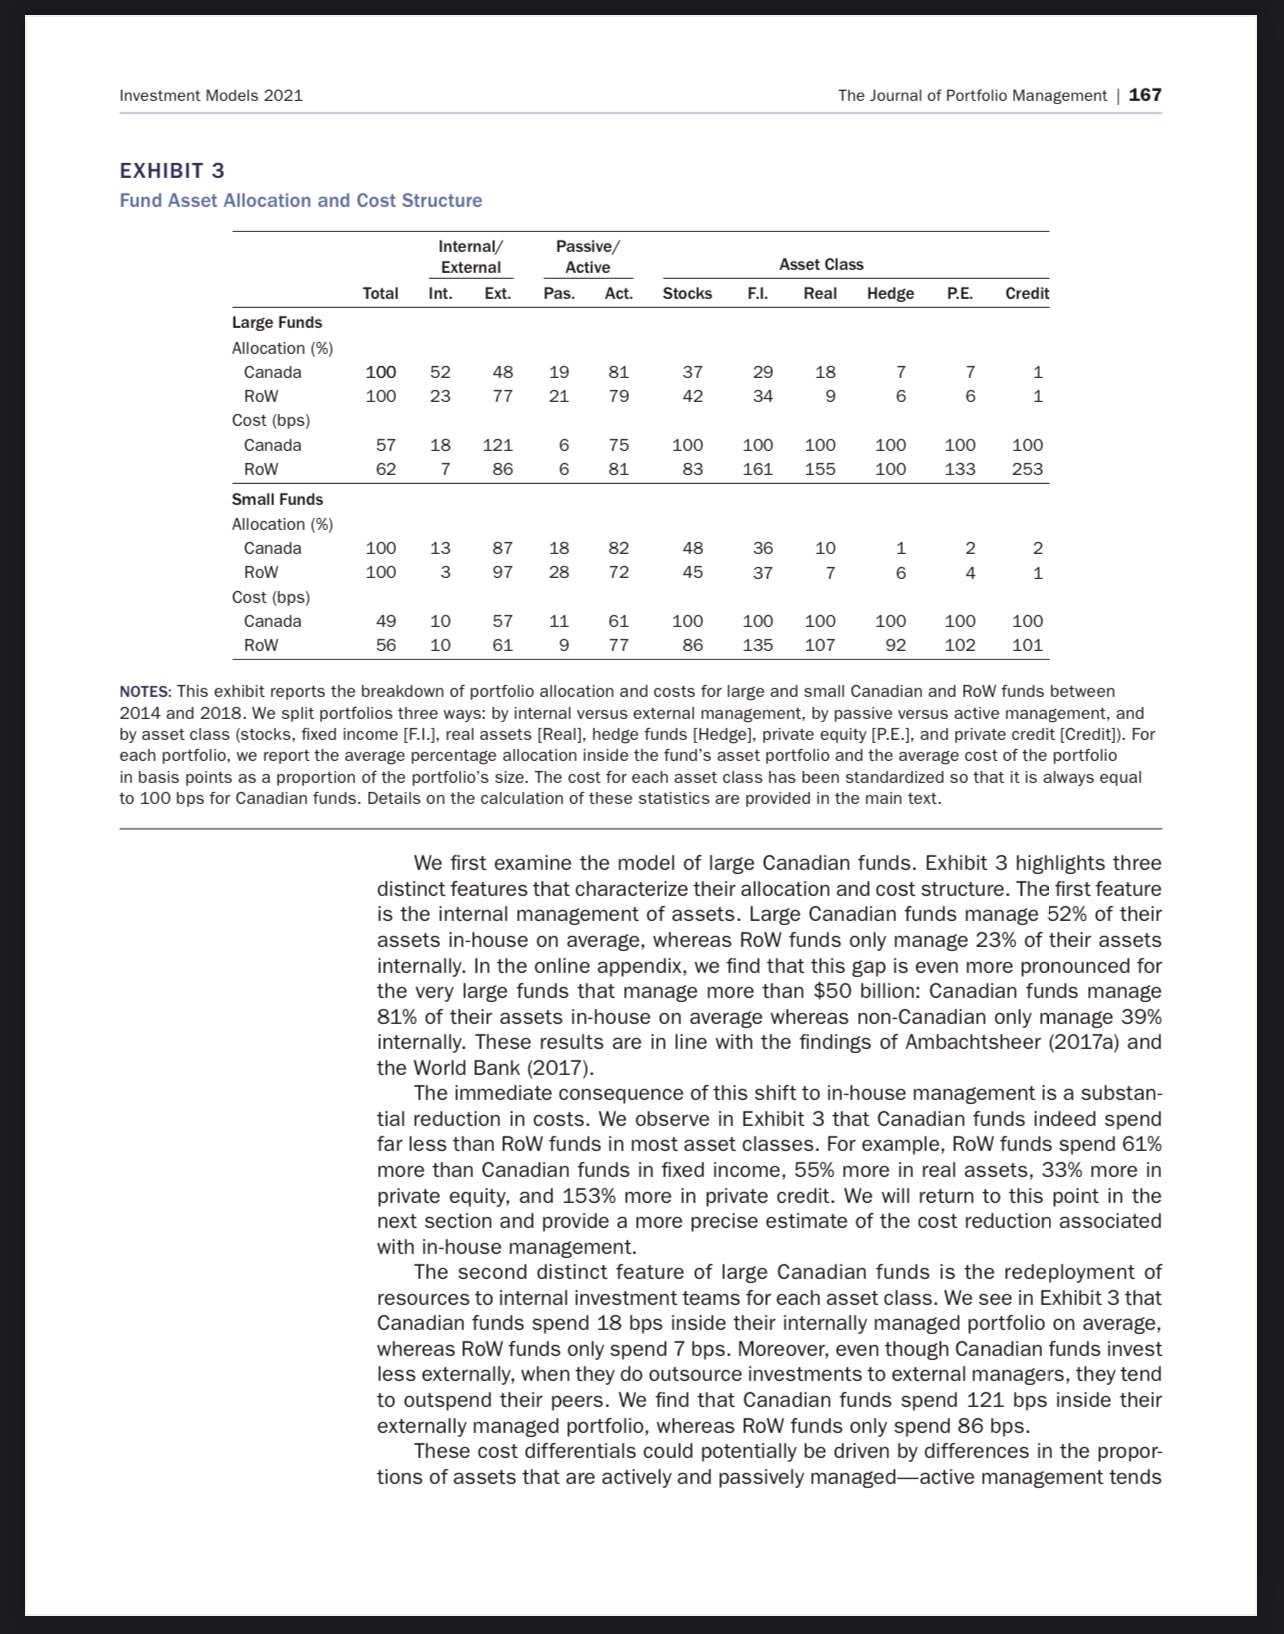 Investment Models 2021 The Journal of Portfolio Management | 167
EXHIBIT 3
Fund Asset Allocation and Cost Structure
Internal/ Passive/
External Active Asset Class
Total Int. Ext. Pas. Act. Stocks F.I. Real Hedge P.E. Credit
Large Funds
Allocation (%)
Canada 100 52 48 19 81 37 29 18 7 7 1
RoW 100 23 77 21 79 42 34 9 6 6 1
Cost (bps)
Canada 57 18 121 6 75 100 100 100 100 100 100
RoW 62 7 86 6 81 83 161 155 100 133 253
Small Funds
Allocation (%)
Canada 100 13 87 18 82 48 36 10 1 2 2
RoW 100 3 97 28 72 45 37 7 6 4 1
Cost (bps)
Canada 49 10 57 11 61 100 100 100 100 100 100
RoW 56 10 61 9 77 86 135 107 92 102 101
NOTES: This exhibit reports the breakdown of portfolio allocation and costs for large and small Canadian and RoW funds between
2014 and 2018. We split portfolios three ways: by internal versus external management, by passive versus active management, and
by asset class (stocks, fixed income [F.I.], real assets [Real], hedge funds [Hedge], private equity [P.E.], and private credit [Credit]). For
each portfolio, we report the average percentage allocation inside the fund's asset portfolio and the average cost of the portfolio
in basis points as a proportion of the portfolio's size. The cost for each asset class has been standardized so that it is always equal
to 100 bps for Canadian funds. Details on the calculation of these statistics are provided in the main text.
We first examine the model of large Canadian funds. Exhibit 3 highlights three
distinct features that characterize their allocation and cost structure. The first feature
is the internal management of assets. Large Canadian funds manage 52% of their
assets in-house on average, whereas RoW funds only manage 23% of their assets
internally. In the online appendix, we find that this gap is even more pronounced for
the very large funds that manage more than $50 billion: Canadian funds manage
81% of their assets in-house on average whereas non-Canadian only manage 39%
internally. These results are in line with the findings of Ambachtsheer (2017a) and
the World Bank (2017).
The immediate consequence of this shift to in-house management is a substan-
tial reduction in costs. We observe in Exhibit 3 that Canadian funds indeed spend
far less than RoW funds in most asset classes. For example, RoW funds spend 61%
more than Canadian funds in fixed income, 55% more in real assets, 33% more in
private equity, and 153% more in private credit. We will return to this point in the
next section and provide a more precise estimate of the cost reduction associated
with in-house management.
The second distinct feature of large Canadian funds is the redeployment of
resources to internal investment teams for each asset class. We see in Exhibit 3 that
Canadian funds spend 18 bps inside their internally managed portfolio on average,
whereas RoW funds only spend 7 bps. Moreover, even though Canadian funds invest
less externally, when they do outsource investments to external managers, they tend
to outspend their peers. We find that Canadian funds spend 121 bps inside their
externally managed portfolio, whereas RoW funds only spend 86 bps.
These cost differentials could potentially be driven by differences in the propor-
tions of assets that are actively and passively managed—active management tends